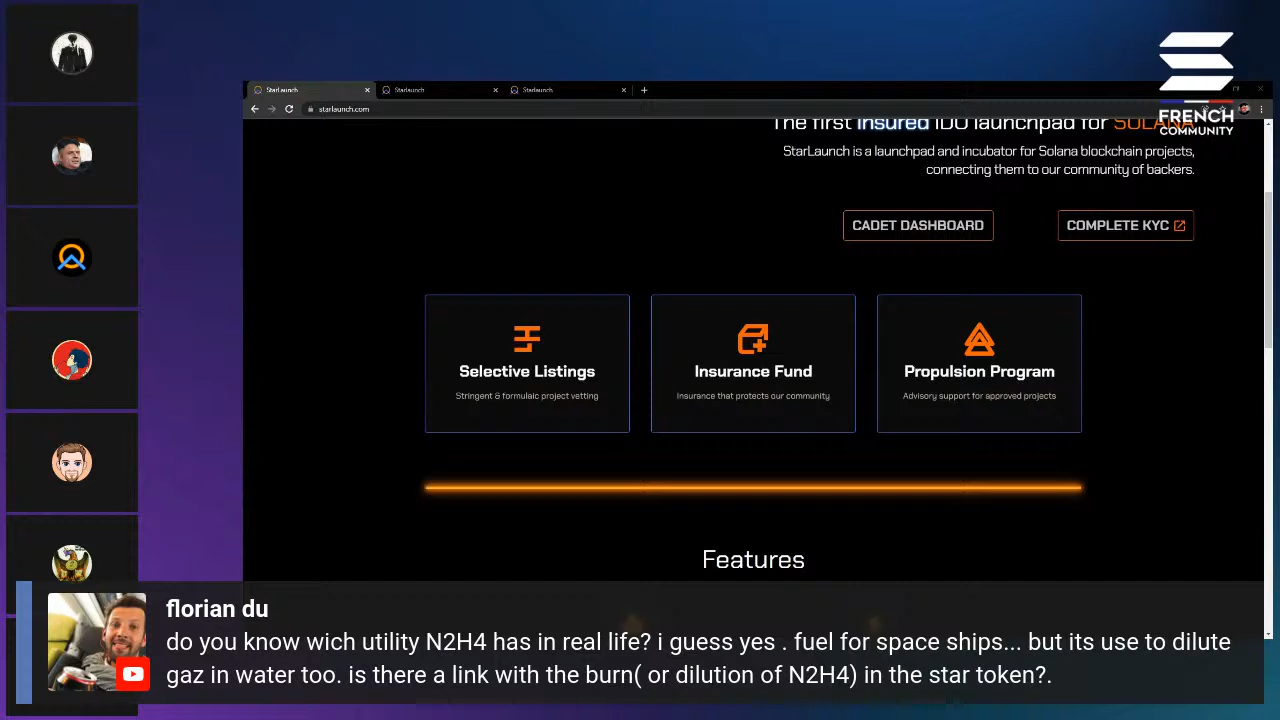 StarLaunch
StarLaunch
StarLaunch
starlaunch.com
FRENCH
COMMUNITY
The first insured IDO launchpad for SOLANA
StarLaunch is a launchpad and incubator for Solana blockchain projects,
connecting them to our community of backers.
CADET DASHBOARD
COMPLETE KYC
Selective Listings
Stringent & formulaic project vetting
Insurance Fund
Insurance that protects our community
Propulsion Program
Advisory support for approved projects
Features
florian du
do you know wich utility N2H4 has in real life? i guess yes . fuel for space ships... but its use to dilute
gaz in water too. is there a link with the burn( or dilution of N2H4) in the star token?.